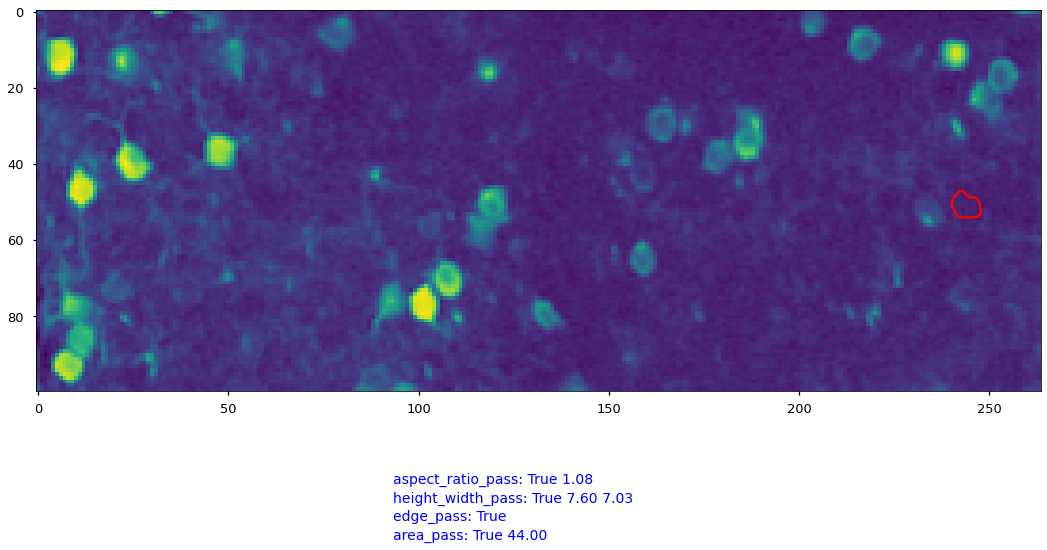 0
20
40
60
80
0
50
100
150
200
250
aspect_ratio_pass: True 1.08
height_width_pass: True 7.60 7.03
edge_pass: True
area_pass: True 44.00